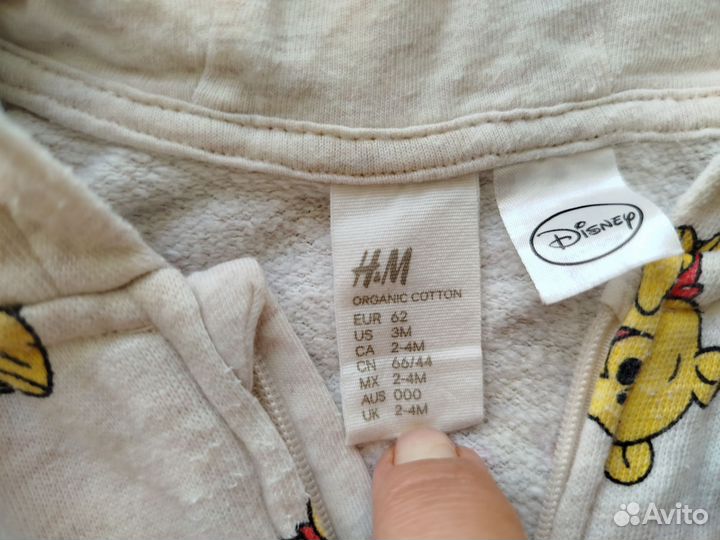 H&M
ORGANIC COTTON
EUR 62
US 3M
CA 2-4M
CN 66/44
MX 2-4M
AUS 000
UK 2-4M
Disney
Avito